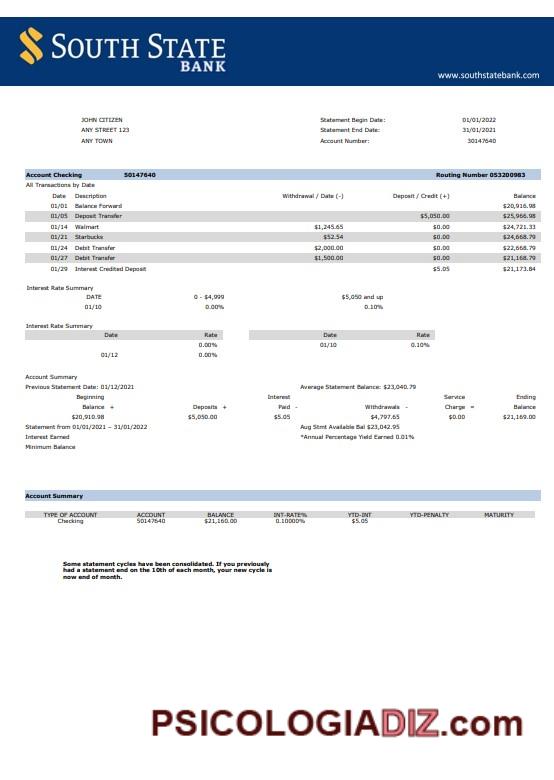 SOUTH STATE
BANK
www.southstatebank.com
JOHN CITIZEN Statement Begin Date: 01/01/2022
ANY STREET 123 Statement End Date: 31/01/2021
ANY TOWN Account Number: 30147640
Account Checking 50147640 Routing Number 053200983
All Transactions by Date
Date Description Withdrawal / Date (-) Deposit / Credit (+) Balance
01/01 Balance Forward $20,916.98
01/05 Deposit Transfer $5,050.00 $25,966.98
01/14 Walmart $1,245.65 $0.00 $24,721.33
01/21 Starbucks $52.54 $0.00 $24,668.79
01/24 Debit Transfer $2,000.00 $0.00 $22,668.79
01/27 Debit Transfer $1,500.00 $0.00 $21,168.79
01/29 Interest Credited Deposit $5.05 $21,173.84
Interest Rate Summary
DATE 0 - $4,999 $5,050 and up
01/10 0.00% 0.10%
Interest Rate Summary
Date Rate Date Rate
0.00% 01/10 0.10%
01/12 0.00%
Account Summary
Previous Statement Date: 01/12/2021 Average Statement Balance: $23,040.79
Beginning Interest Service Ending
Balance + Deposits + Paid - Withdrawals - Charge = Balance
$20,910.98 $5,050.00 $5.05 $4,797.65 $0.00 $21,169.00
Statement from 01/01/2021 – 31/01/2022 Aug Stmt Available Bal $23,042.95
Interest Earned *Annual Percentage Yield Earned 0.01%
Minimum Balance
Account Summary
TYPE OF ACCOUNT ACCOUNT BALANCE INT-RATE% YTD-INT YTD-PENALTY MATURITY
Checking 50147640 $21,160.00 0.10000% $5.05
Some statement cycles have been consolidated. If you previously
had a statement end on the 10th of each month, your new cycle is
now end of month.
PSICOLOGIADIZ.com